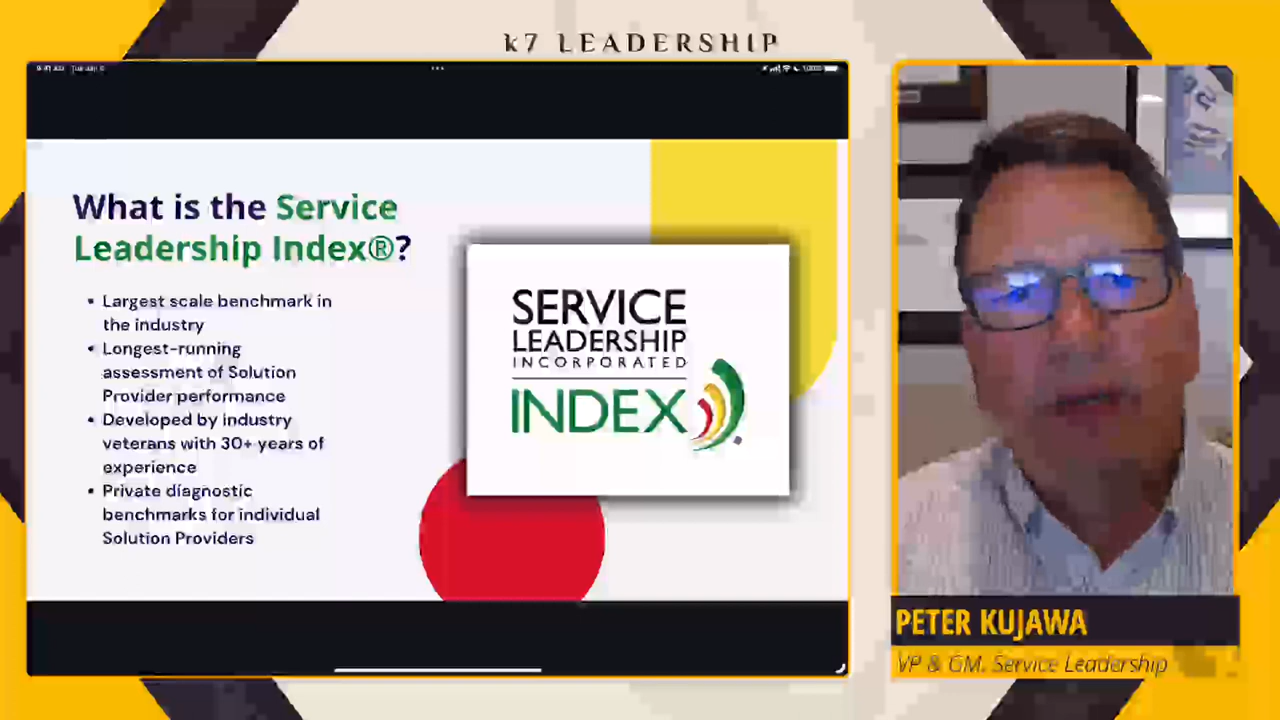 k7 LEADERSHIP
What is the Service
Leadership Index®?
• Largest scale benchmark in
the industry
• Longest-running
assessment of Solution
Provider performance
• Developed by industry
veterans with 30+ years of
experience
• Private diagnostic
benchmarks for individual
Solution Providers
SERVICE
LEADERSHIP
INCORPORATED
INDEX
PETER KUJAWA
VP & GM, Service Leadership